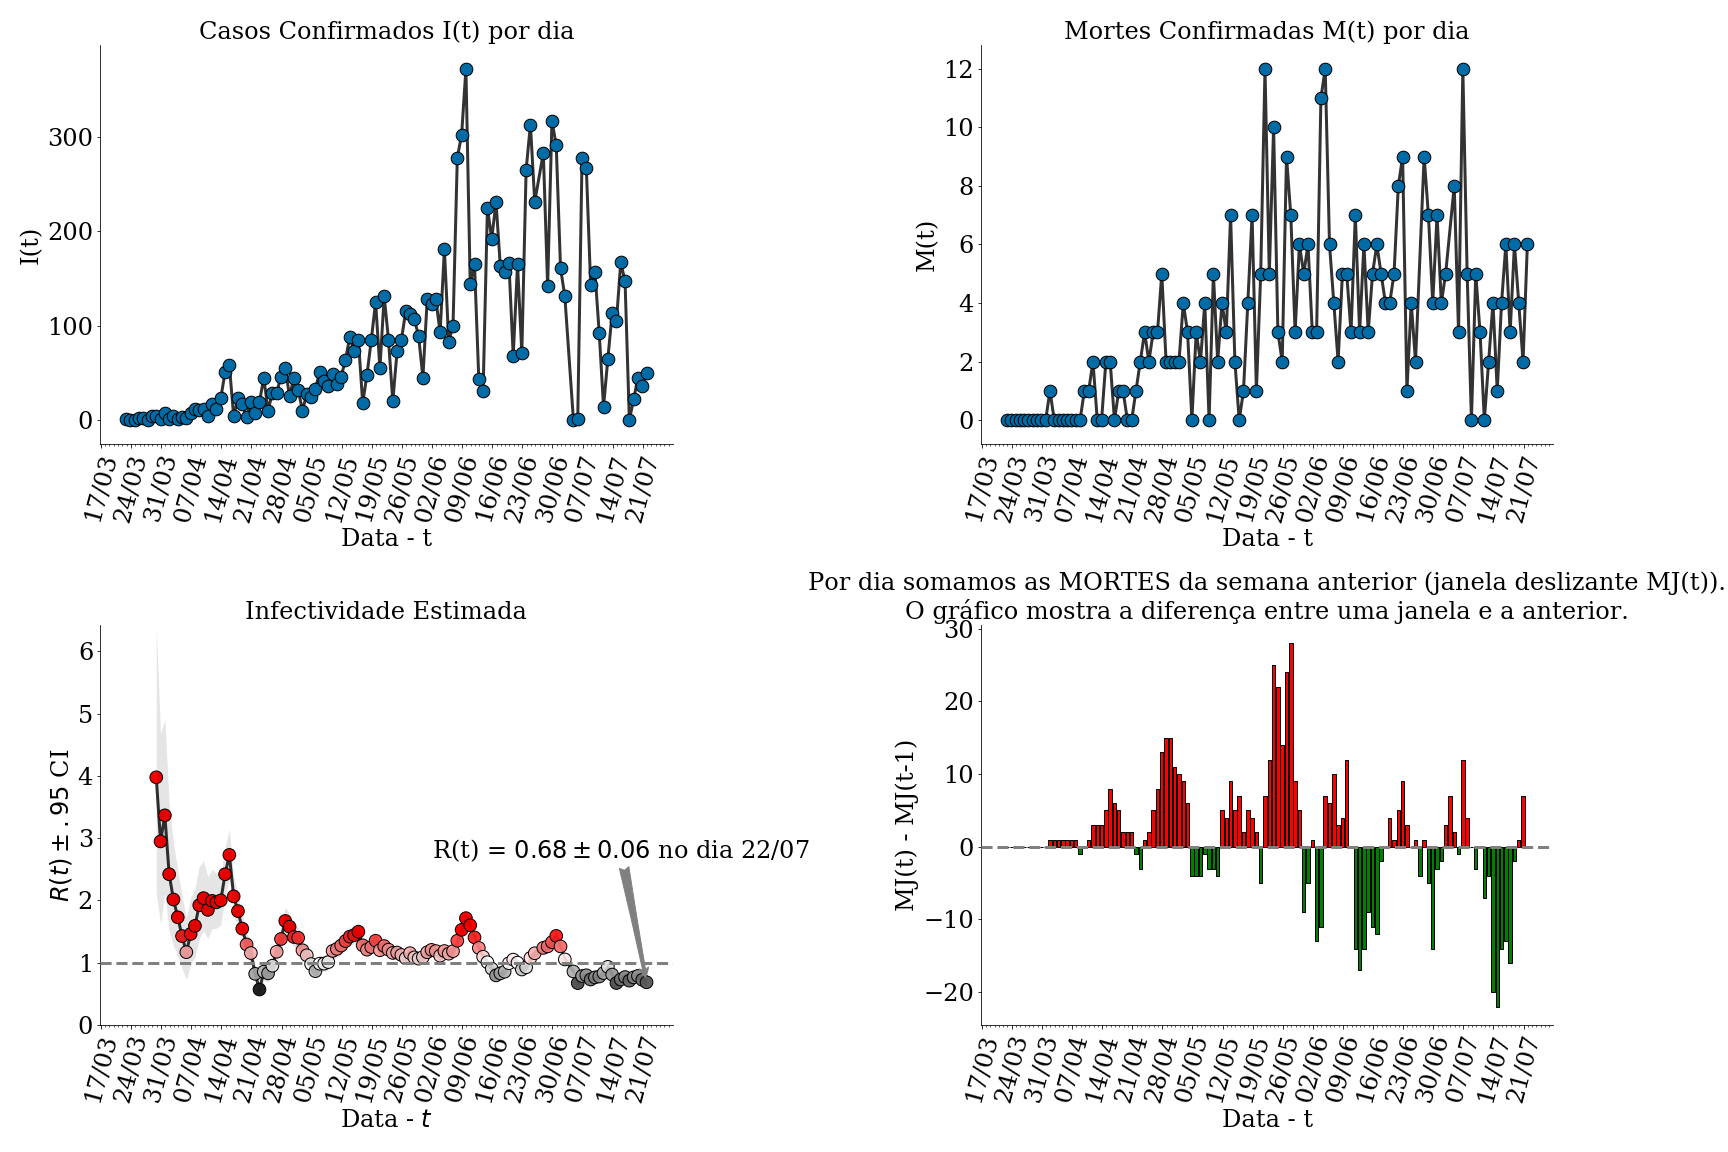 Casos Confirmados I(t) por dia
I(t)
300
200
100
0
17/03 24/03 31/03 07/04 14/04 21/04 28/04 05/05 12/05 19/05 26/05 02/06 09/06 16/06 23/06 30/06 07/07 14/07 21/07
Data - t
Mortes Confirmadas M(t) por dia
M(t)
12
10
8
6
4
2
0
17/03 24/03 31/03 07/04 14/04 21/04 28/04 05/05 12/05 19/05 26/05 02/06 09/06 16/06 23/06 30/06 07/07 14/07 21/07
Data - t
Infectividade Estimada
R(t) ± .95 CI
6
5
4
3
2
1
0
R(t) = 0.68 ± 0.06 no dia 22/07
17/03 24/03 31/03 07/04 14/04 21/04 28/04 05/05 12/05 19/05 26/05 02/06 09/06 16/06 23/06 30/06 07/07 14/07 21/07
Data - t
Por dia somamos as MORTES da semana anterior (janela deslizante MJ(t)).
O gráfico mostra a diferença entre uma janela e a anterior.
MJ(t) - MJ(t-1)
30
20
10
0
−10
−20
17/03 24/03 31/03 07/04 14/04 21/04 28/04 05/05 12/05 19/05 26/05 02/06 09/06 16/06 23/06 30/06 07/07 14/07 21/07
Data - t